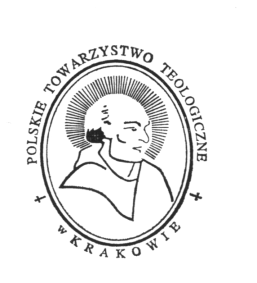 POLSKIE TOWARZYSTWO TEOLOGICZNE
w KRAKOWIE